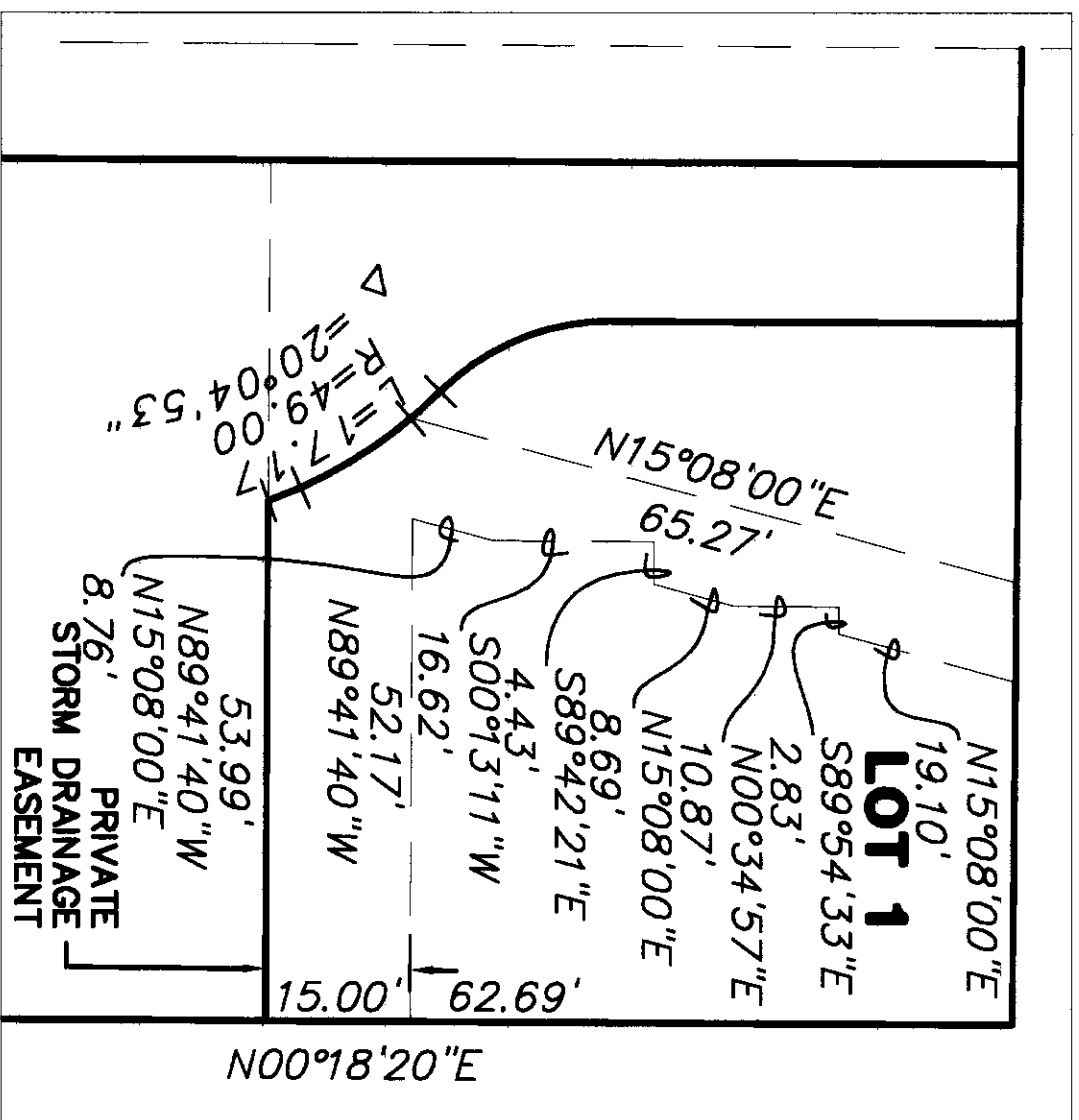 N15°08'00"E
19.10'
LOT 1
S89°54'33"E
2.83'
N00°34'57"E
10.87'
N15°08'00"E
8.69'
S89°42'21"E
4.43'
S00°13'11"W
16.62'
52.17'
N89°41'40"W
53.99'
N89°41'40"W
N15°08'00"E
8.76'
PRIVATE
STORM DRAINAGE
EASEMENT
N15°08'00"E
65.27'
L=17.17
R=49.00
Δ=20°04'53"
15.00'
62.69'
N00°18'20"E